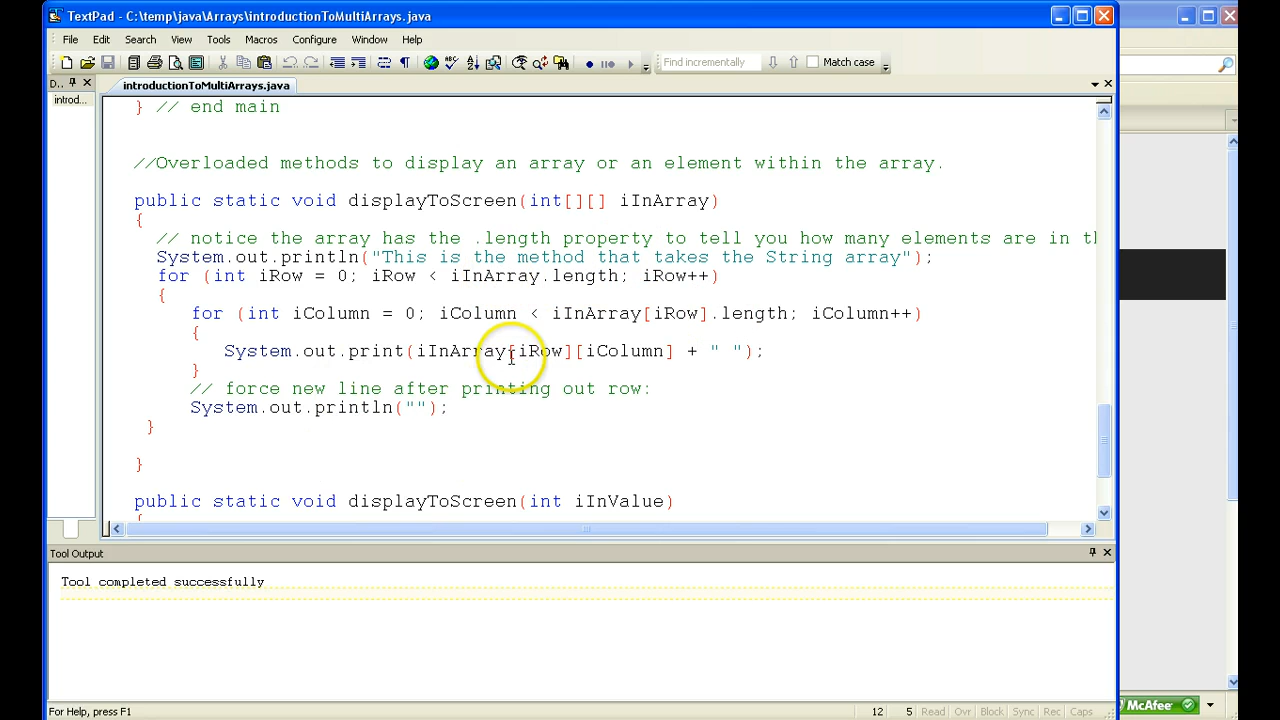 TextPad - C:\temp\java\Arrays\introductionToMultiArrays.java
File Edit Search View Tools Macros Configure Window Help
Find incrementally Match case
D..
introductionToMultiArrays.java
introd...
} // end main
//Overloaded methods to display an array or an element within the array.
public static void displayToScreen(int[][] iInArray)
{
// notice the array has the .length property to tell you how many elements are in th
System.out.println("This is the method that takes the String array");
for (int iRow = 0; iRow < iInArray.length; iRow++)
{
for (int iColumn = 0; iColumn < iInArray[iRow].length; iColumn++)
{
System.out.print(iInArray[iRow][iColumn] + " ");
}
// force new line after printing out row:
System.out.println("");
}
}
public static void displayToScreen(int iInValue)
Tool Output
Tool completed successfully
For Help, press F1
12 5 Read Ovr Block Sync Rec Caps
McAfee